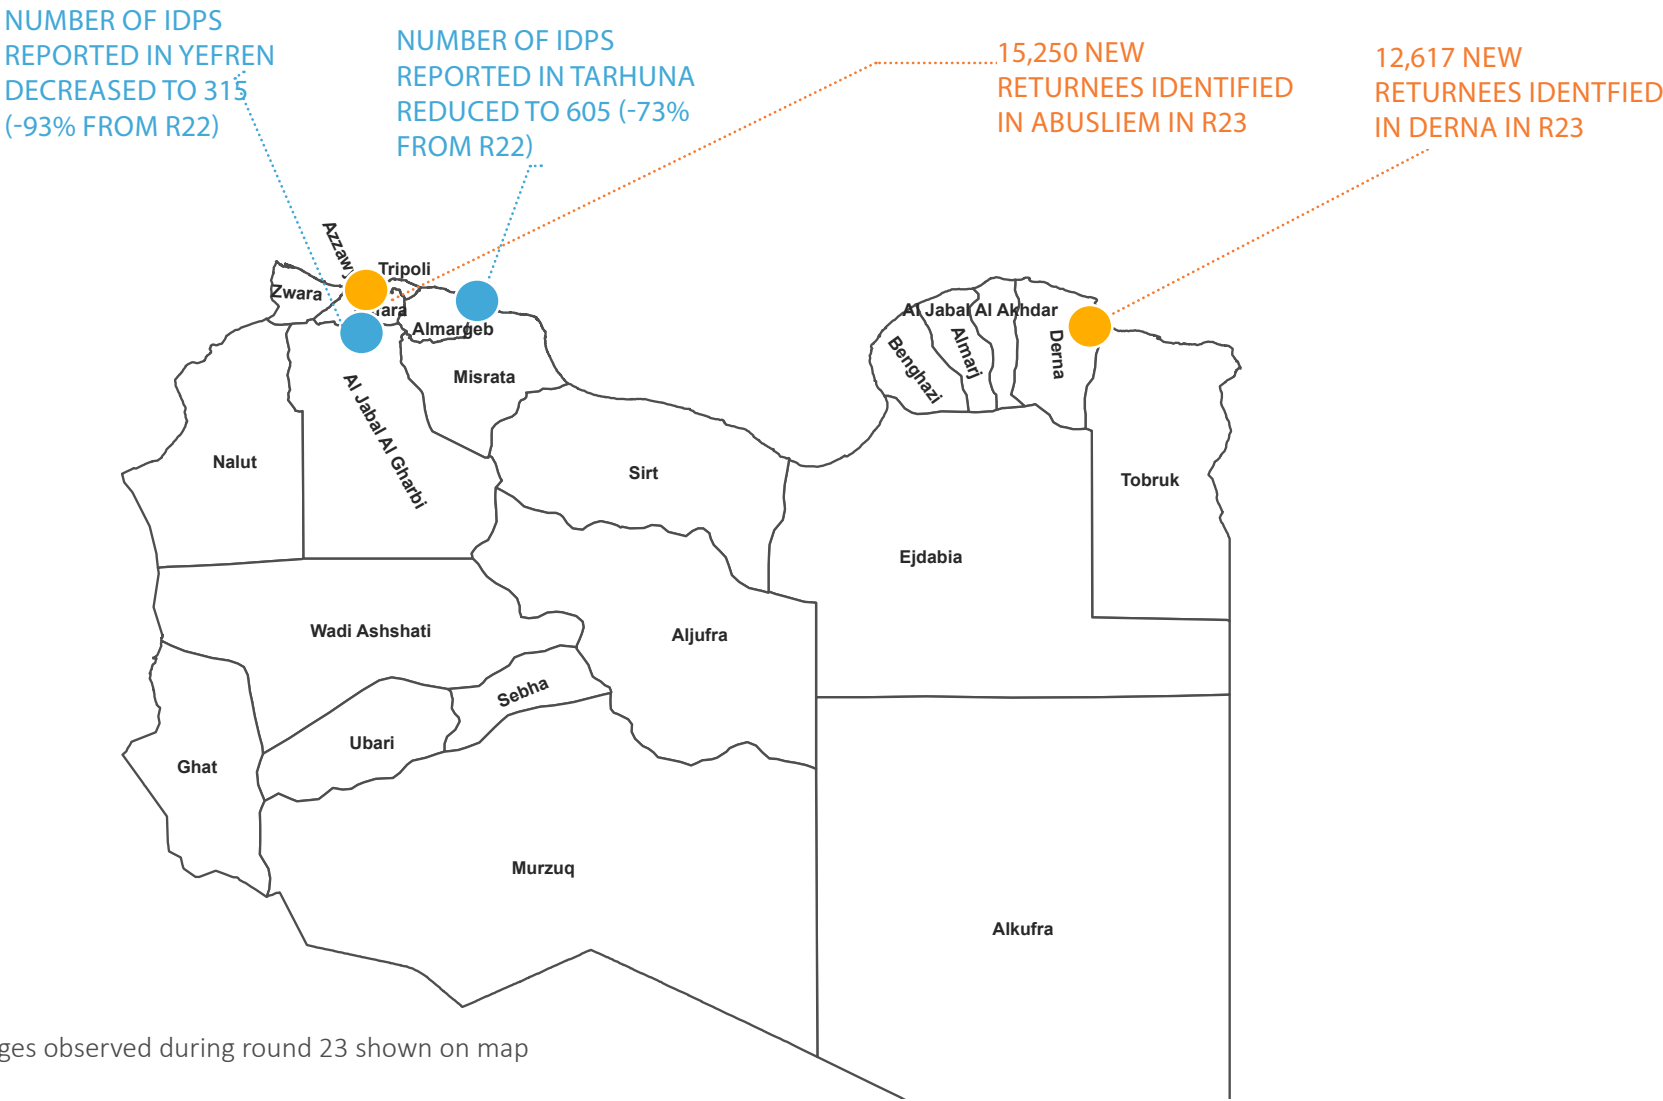 NUMBER OF IDPS
REPORTED IN YEFREN
DECREASED TO 315
(-93% FROM R22)
NUMBER OF IDPS
REPORTED IN TARHUNA
REDUCED TO 605 (-73%
FROM R22)
15,250 NEW
RETURNEES IDENTIFIED
IN ABUSLIEM IN R23
12,617 NEW
RETURNEES IDENTFIED
IN DERNA IN R23
Tripoli
Zwara
Almargeb
Misrata
Al Jabal Al Gharbi
Nalut
Sirt
Al Jabal Al Akhdar
Benghazi
Almarj
Derna
Tobruk
Ejdabia
Wadi Ashshati
Aljufra
Sebha
Ubari
Ghat
Murzuq
Alkufra
observed during round 23 shown on map